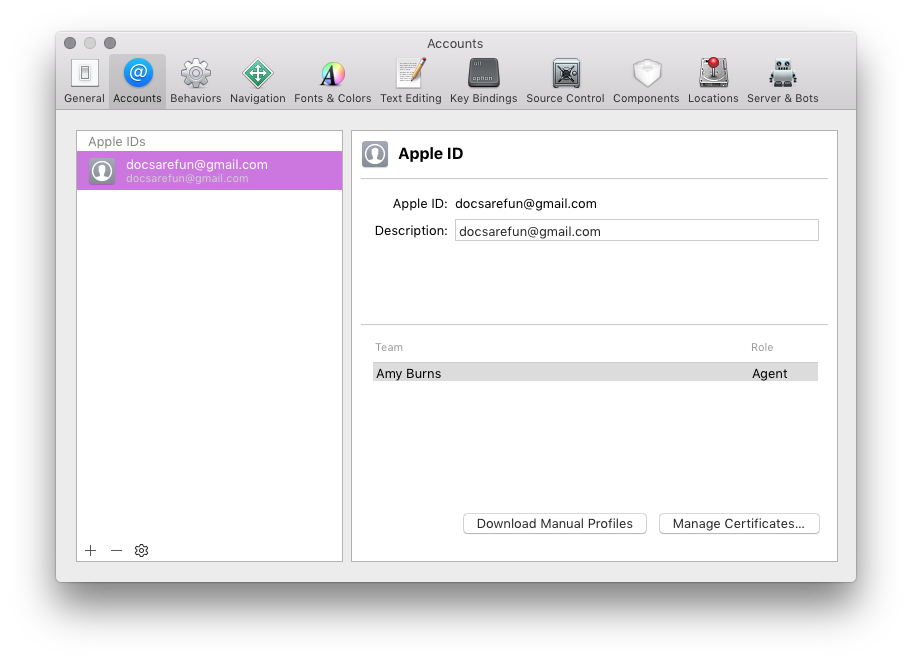 Accounts
General Accounts Behaviors Navigation Fonts & Colors Text Editing Key Bindings Source Control Components Locations Server & Bots
Apple IDs
docsarefun@gmail.com
docsarefun@gmail.com
Apple ID
Apple ID: docsarefun@gmail.com
Description: docsarefun@gmail.com
Team Role
Amy Burns Agent
Download Manual Profiles Manage Certificates...